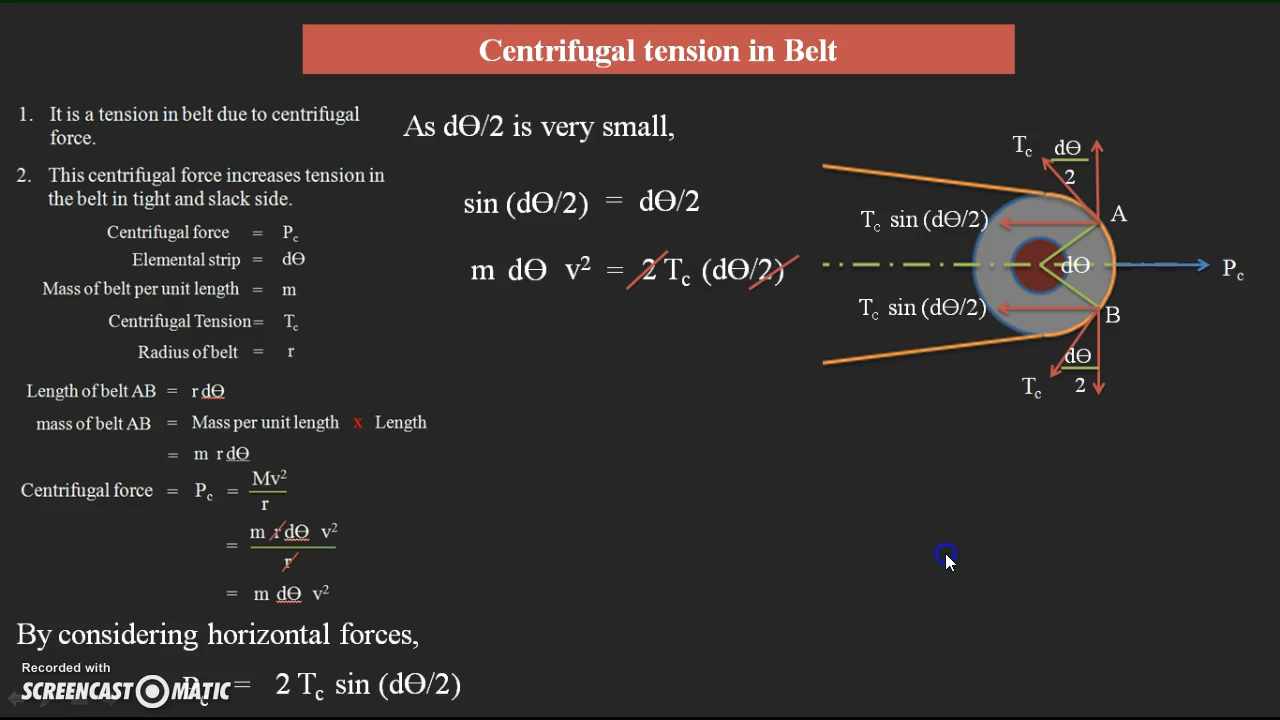 Centrifugal tension in Belt
1. It is a tension in belt due to centrifugal
force.
2. This centrifugal force increases tension in
the belt in tight and slack side.
Centrifugal force = Pc
Elemental strip = dΘ
Mass of belt per unit length = m
Centrifugal Tension = Tc
Radius of belt = r
Length of belt AB = r dΘ
mass of belt AB = Mass per unit length x Length
= m r dΘ
Centrifugal force = Pc = Mv²
r
= m r dΘ v²
r
= m dΘ v²
By considering horizontal forces,
Pc = 2 Tc sin (dΘ/2)
As dΘ/2 is very small,
sin (dΘ/2) = dΘ/2
m dΘ v² = 2 Tc (dΘ/2)
Tc dΘ
2
A
Tc sin (dΘ/2)
dΘ
Pc
Tc sin (dΘ/2)
B
dΘ
Tc 2
Recorded with
SCREENCAST MATIC